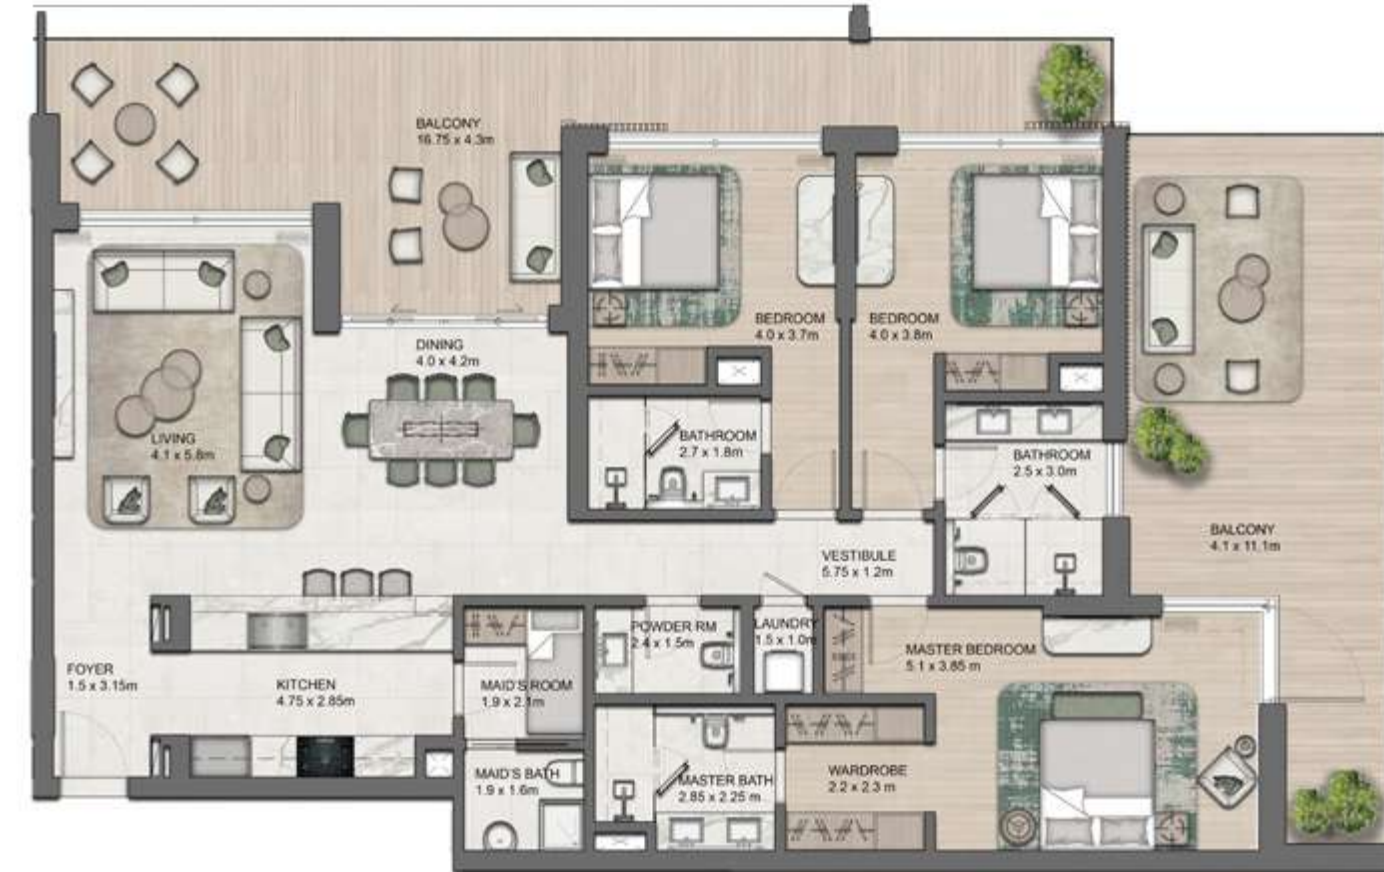 BALCONY
16.75 x 4.3m
BEDROOM
4.0 x 3.7m
BEDROOM
4.0 x 3.8m
DINING
4.0 x 4.2m
LIVING
4.1 x 5.8m
BATHROOM
2.7 x 1.8m
BATHROOM
2.5 x 3.0m
BALCONY
4.1 x 11.1m
VESTIBULE
5.75 x 1.2m
POWDER RM
2.4 x 1.5m
LAUNDRY
1.5 x 1.0m
MASTER BEDROOM
5.1 x 3.85 m
FOYER
1.5 x 3.15m
KITCHEN
4.75 x 2.85m
MAID'S ROOM
1.9 x 2.1m
MAID'S BATH
1.9 x 1.6m
MASTER BATH
2.85 x 2.25 m
WARDROBE
2.2 x 2.3 m